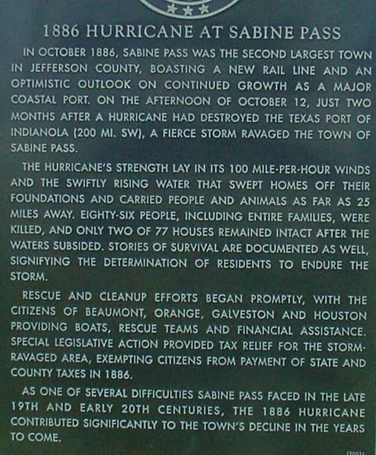 1886 HURRICANE AT SABINE PASS
IN OCTOBER 1886, SABINE PASS WAS THE SECOND LARGEST TOWN
IN JEFFERSON COUNTY, BOASTING A NEW RAIL LINE AND AN
OPTIMISTIC OUTLOOK ON CONTINUED GROWTH AS A MAJOR
COASTAL PORT. ON THE AFTERNOON OF OCTOBER 12, JUST TWO
MONTHS AFTER A HURRICANE HAD DESTROYED THE TEXAS PORT OF
INDIANOLA (200 MI. SW), A FIERCE STORM RAVAGED THE TOWN OF
SABINE PASS.
THE HURRICANE'S STRENGTH LAY IN ITS 100 MILE-PER-HOUR WINDS
AND THE SWIFTLY RISING WATER THAT SWEPT HOMES OFF THEIR
FOUNDATIONS AND CARRIED PEOPLE AND ANIMALS AS FAR AS 25
MILES AWAY. EIGHTY-SIX PEOPLE, INCLUDING ENTIRE FAMILIES, WERE
KILLED, AND ONLY TWO OF 77 HOUSES REMAINED INTACT AFTER THE
WATERS SUBSIDED. STORIES OF SURVIVAL ARE DOCUMENTED AS WELL,
SIGNIFYING THE DETERMINATION OF RESIDENTS TO ENDURE THE
STORM.
RESCUE AND CLEANUP EFFORTS BEGAN PROMPTLY, WITH THE
CITIZENS OF BEAUMONT, ORANGE, GALVESTON AND HOUSTON
PROVIDING BOATS, RESCUE TEAMS AND FINANCIAL ASSISTANCE.
SPECIAL LEGISLATIVE ACTION PROVIDED TAX RELIEF FOR THE STORM-
RAVAGED AREA, EXEMPTING CITIZENS FROM PAYMENT OF STATE AND
COUNTY TAXES IN 1886.
AS ONE OF SEVERAL DIFFICULTIES SABINE PASS FACED IN THE LATE
19TH AND EARLY 20TH CENTURIES, THE 1886 HURRICANE
CONTRIBUTED SIGNIFICANTLY TO THE TOWN'S DECLINE IN THE YEARS
TO COME.